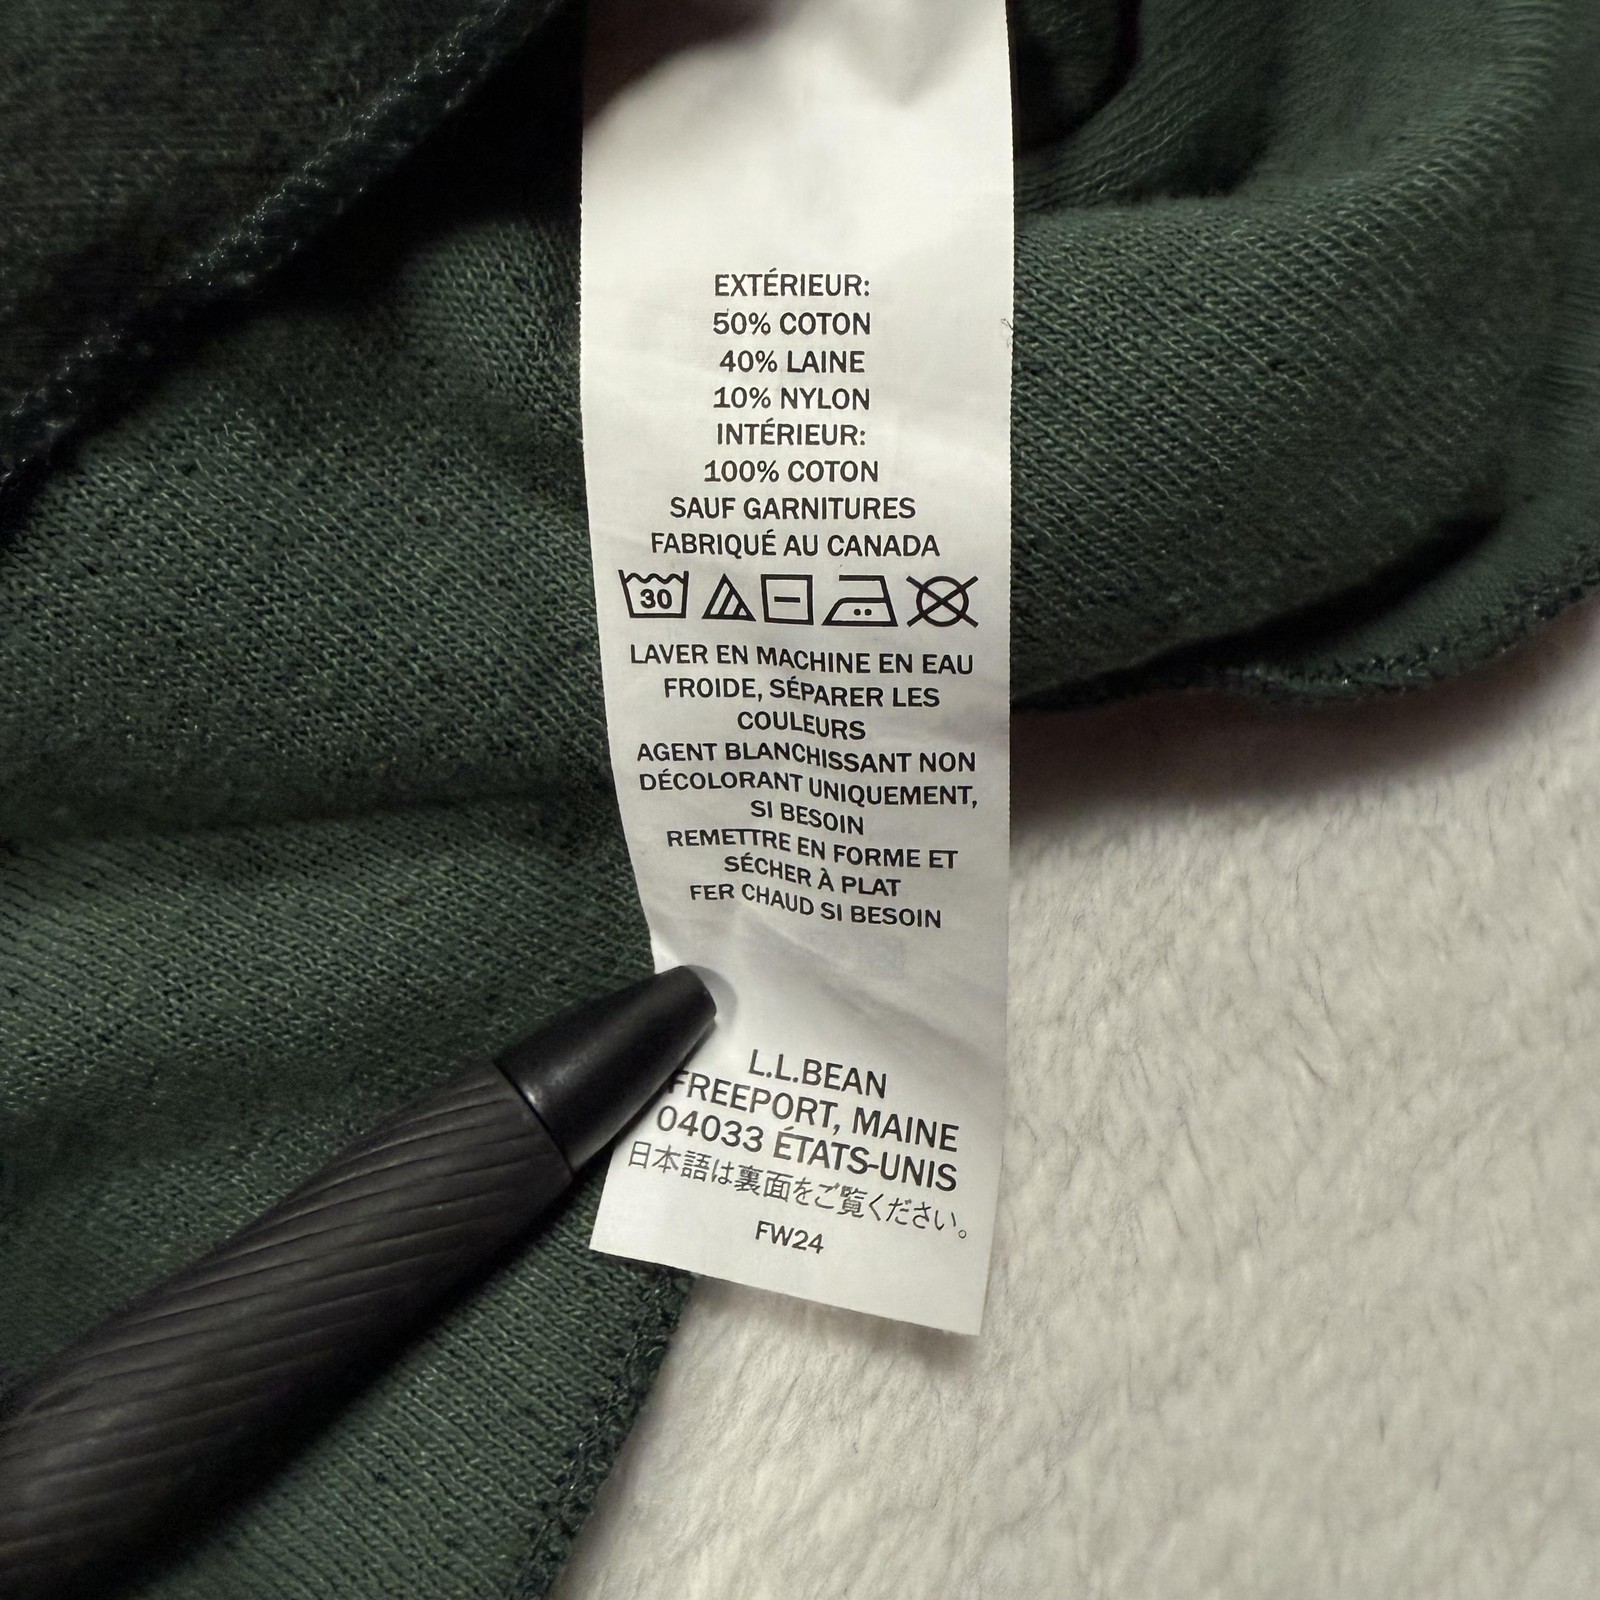 EXTÉRIEUR:
50% COTON
40% LAINE
10% NYLON
INTÉRIEUR:
100% COTON
SAUF GARNITURES
FABRIQUÉ AU CANADA
30
LAVER EN MACHINE EN EAU
FROIDE, SÉPARER LES
COULEURS
AGENT BLANCHISSANT NON
DÉCOLORANT UNIQUEMENT,
SI BESOIN
REMETTRE EN FORME ET
SÉCHER À PLAT
FER CHAUD SI BESOIN
L.L.BEAN
FREEPORT, MAINE
04033 ÉTATS-UNIS
日本語は裏面をご覧ください。
FW24